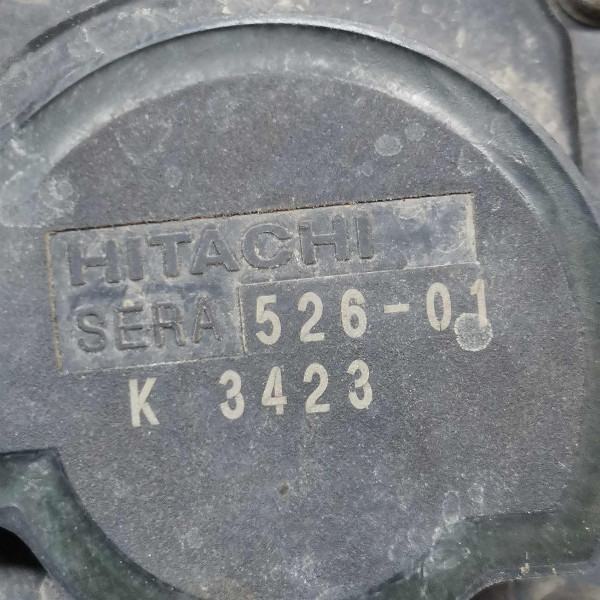 HITACHI
SERA 526-01
K 3423